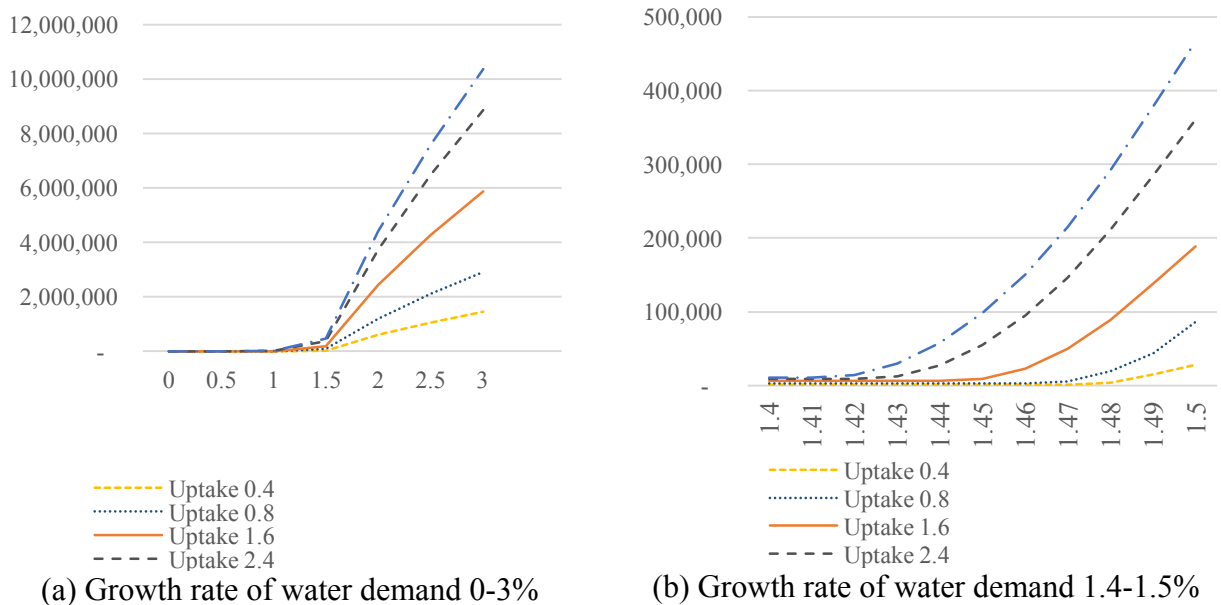 12,000,000
10,000,000
8,000,000
6,000,000
4,000,000
2,000,000
-
0 0.5 1 1.5 2 2.5 3
Uptake 0.4
Uptake 0.8
Uptake 1.6
Uptake 2.4
(a) Growth rate of water demand 0-3%
500,000
400,000
300,000
200,000
100,000
-
1.4 1.41 1.42 1.43 1.44 1.45 1.46 1.47 1.48 1.49 1.5
Uptake 0.4
Uptake 0.8
Uptake 1.6
Uptake 2.4
(b) Growth rate of water demand 1.4-1.5%